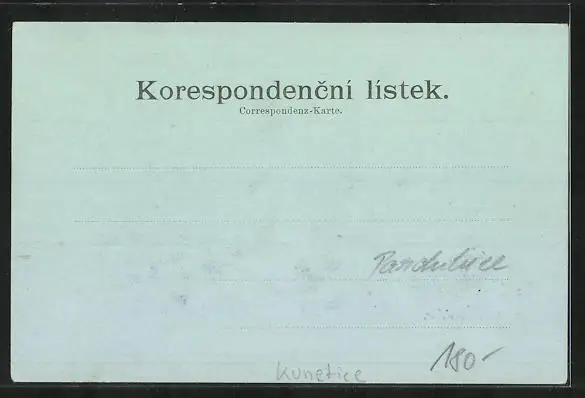 Korespondenční lístek.
Correspondenz-Karte.
Pardubice
180-
Kunetice